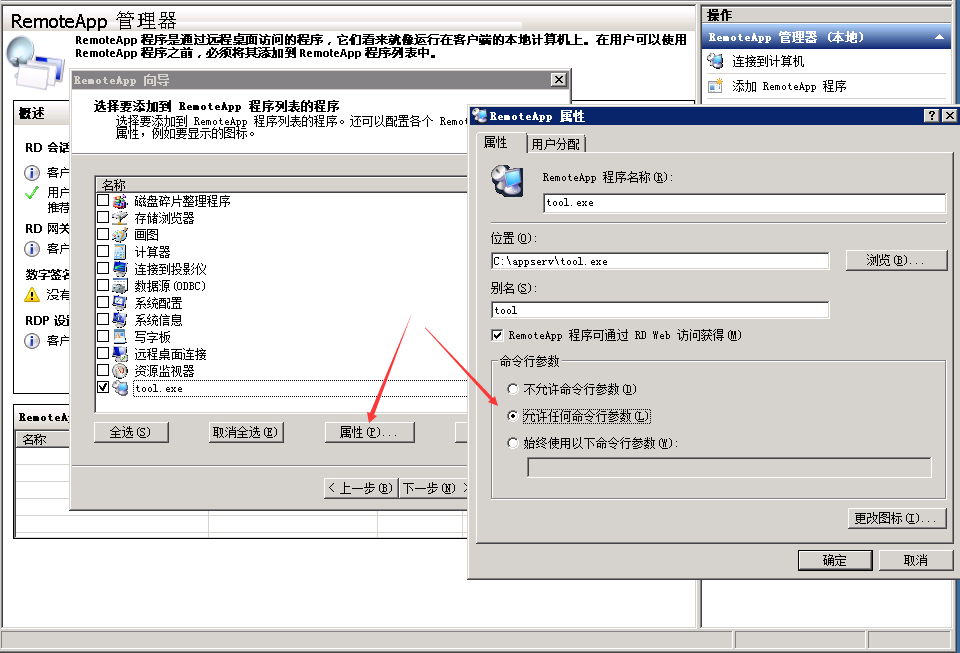 RemoteApp 管理器
RemoteApp 程序是通过远程桌面访问的程序，它们看来就像运行在客户端的本地计算机上。在用户可以使用
RemoteApp 程序之前，必须将其添加到 RemoteApp 程序列表中。
概述
RD 会话
客户
用户
推荐
RD 网关
客户
数字签名
没有
RDP 设
客户
RemoteA
名称
RemoteApp 向导
选择要添加到 RemoteApp 程序列表的程序
选择要添加到 RemoteApp 程序列表的程序。还可以配置各个 Remot
属性，例如要显示的图标。
名称
磁盘碎片整理程序
存储浏览器
画图
计算器
连接到投影仪
数据源(ODBC)
系统配置
系统信息
写字板
远程桌面连接
资源监视器
tool.exe
全选(S)
取消全选(E)
属性(P)...
< 上一步(B)
下一步(N) >
操作
RemoteApp 管理器 (本地)
连接到计算机
添加 RemoteApp 程序
RemoteApp 属性
属性
用户分配
RemoteApp 程序名称(R):
tool.exe
位置(O):
C:\appserv\tool.exe
浏览(B)...
别名(S):
tool
RemoteApp 程序可通过 RD Web 访问获得(M)
命令行参数
不允许命令行参数(D)
允许任何命令行参数(L)
始终使用以下命令行参数(W):
更改图标(I)...
确定
取消